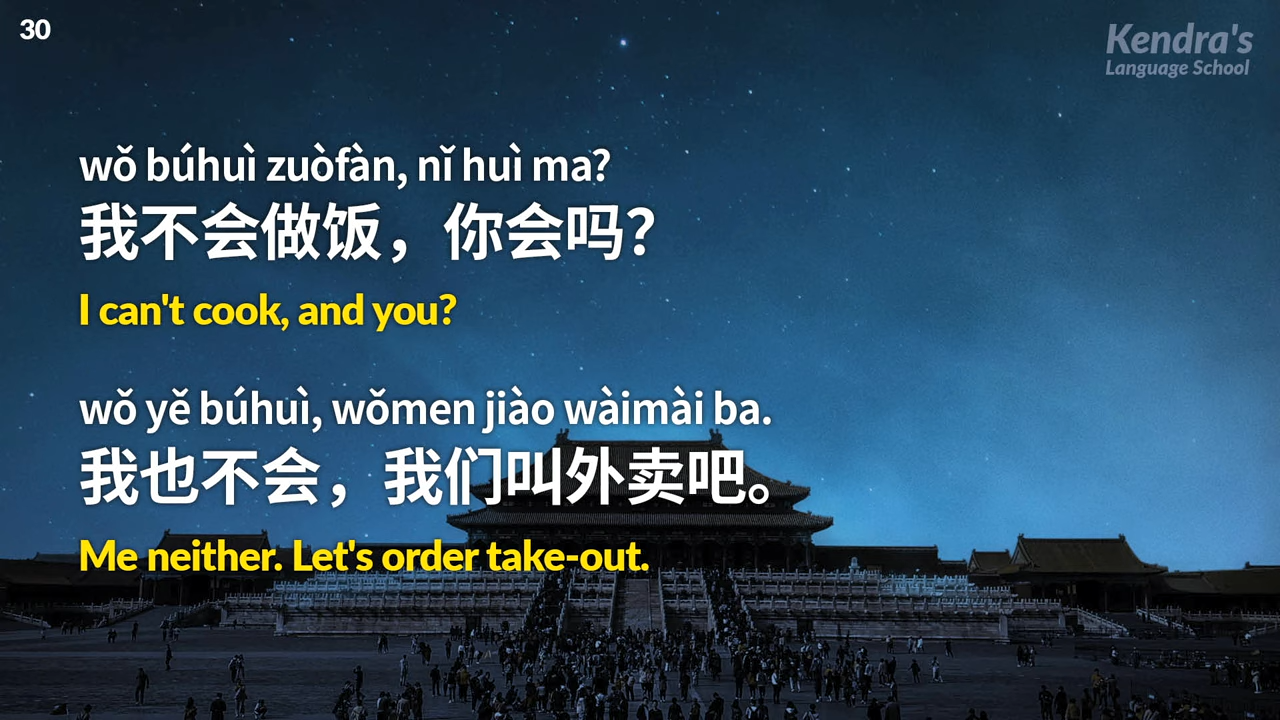 30
Kendra's
Language School
wǒ búhuì zuòfàn, nǐ huì ma?
我不会做饭，你会吗？
I can't cook, and you?
wǒ yě búhuì, wǒmen jiào wàimài ba.
我也不会，我们叫外卖吧。
Me neither. Let's order take-out.